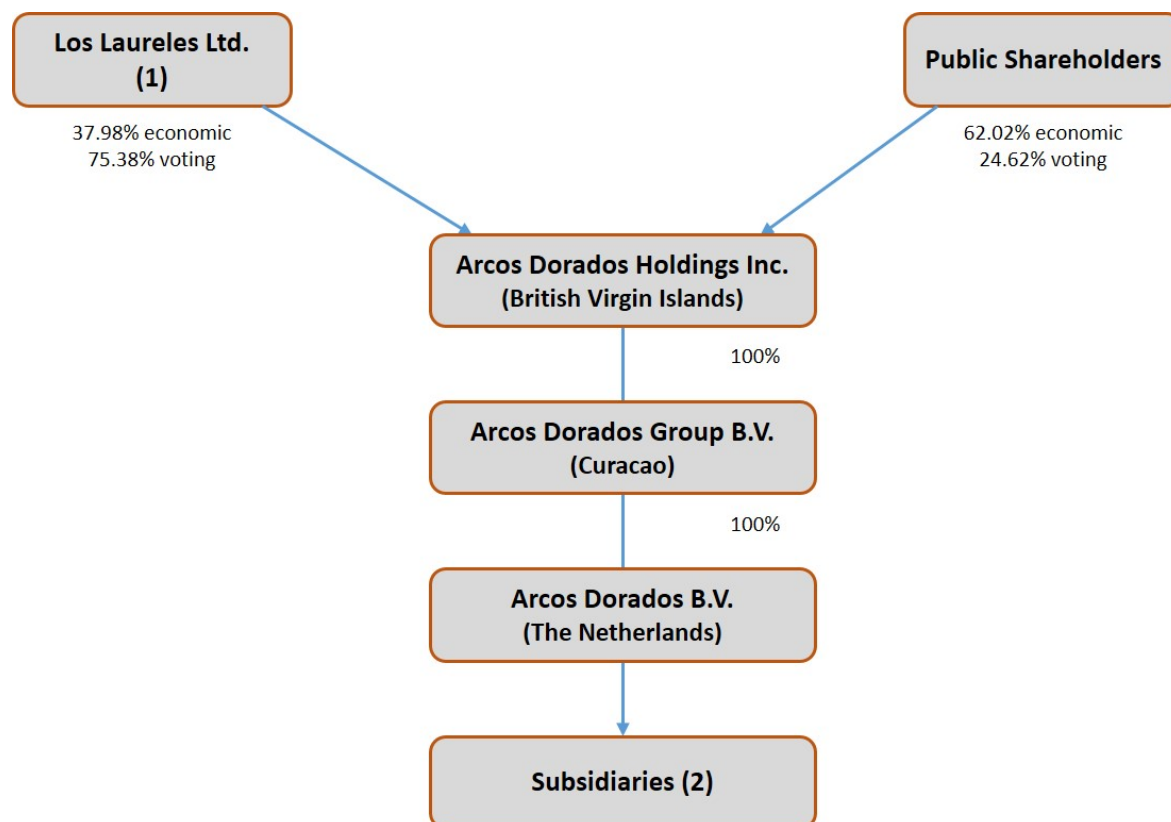 Los Laureles Ltd.
(1)
Public Shareholders
37.98% economic
75.38% voting
62.02% economic
24.62% voting
Arcos Dorados Holdings Inc.
(British Virgin Islands)
100%
Arcos Dorados Group B.V.
(Curacao)
100%
Arcos Dorados B.V.
(The Netherlands)
Subsidiaries (2)